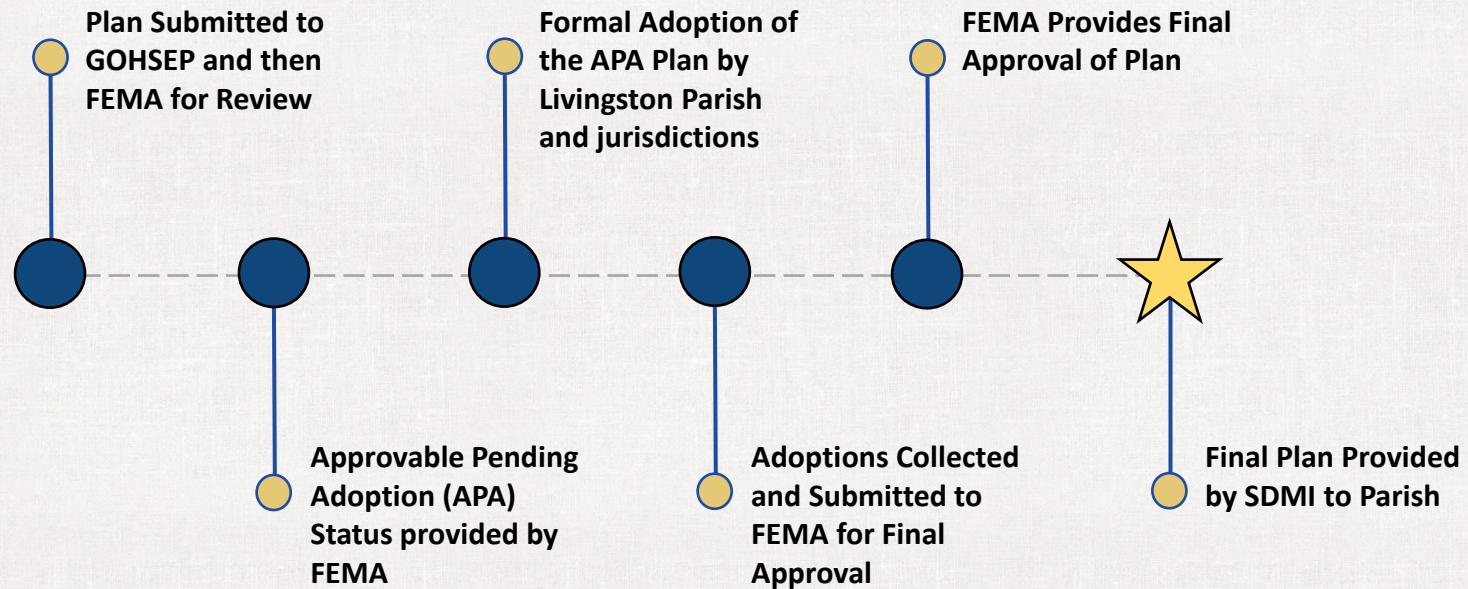 Plan Submitted to
GOHSEP and then
FEMA for Review
Approvable Pending
Adoption (APA)
Status provided by
FEMA
Formal Adoption of
the APA Plan by
Livingston Parish
and jurisdictions
Adoptions Collected
and Submitted to
FEMA for Final
Approval
FEMA Provides Final
Approval of Plan
Final Plan Provided
by SDMI to Parish